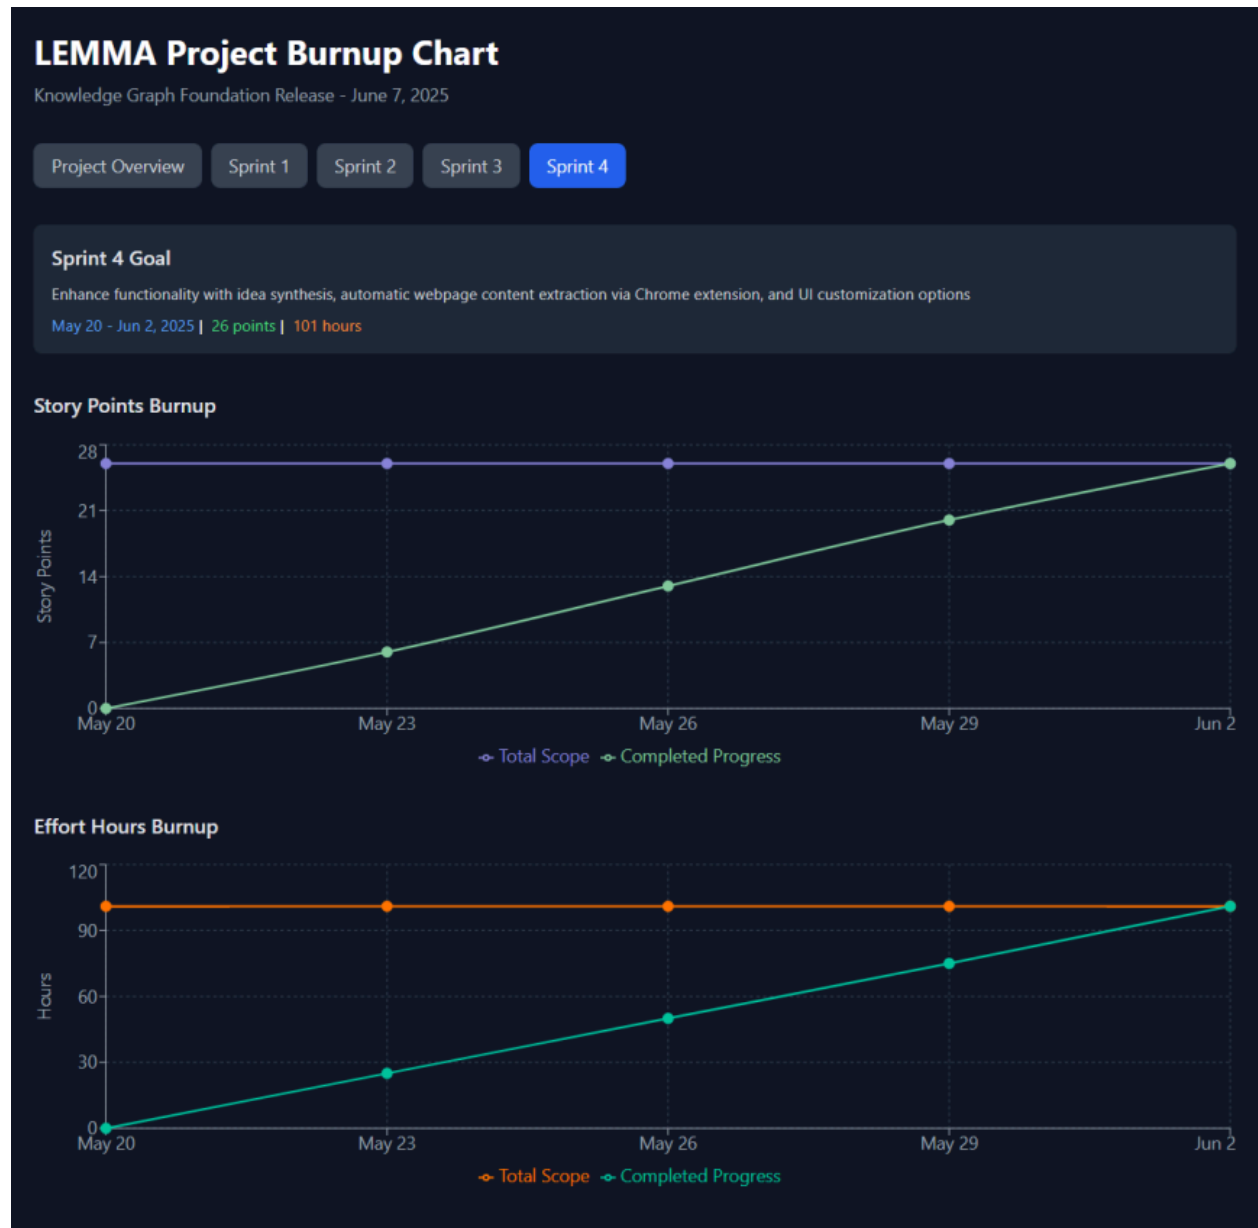 LEMMA Project Burnup Chart
Knowledge Graph Foundation Release - June 7, 2025
Project Overview Sprint 1 Sprint 2 Sprint 3 Sprint 4
Sprint 4 Goal
Enhance functionality with idea synthesis, automatic webpage content extraction via Chrome extension, and UI customization options
May 20 - Jun 2, 2025 | 26 points | 101 hours
Story Points Burnup
28
21
14
7
0
Story Points
May 20 May 23 May 26 May 29 Jun 2
Total Scope Completed Progress
Effort Hours Burnup
120
90
60
30
0
Hours
May 20 May 23 May 26 May 29 Jun 2
Total Scope Completed Progress